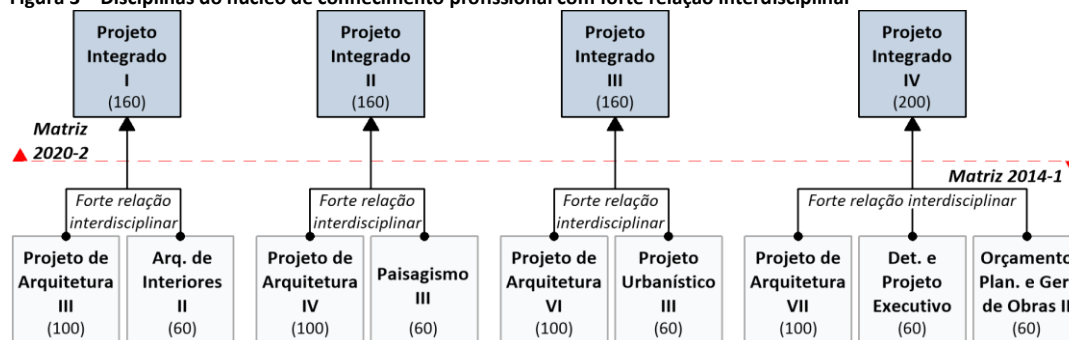 Figura 3 – Disciplinas do núcleo de conhecimento profissional com forte relação interdisciplinar
Projeto
Integrado
I
(160)
Projeto
Integrado
II
(160)
Projeto
Integrado
III
(160)
Projeto
Integrado
IV
(200)
Matriz
2020-2
Matriz 2014-1
Forte relação
interdisciplinar
Forte relação
interdisciplinar
Forte relação
interdisciplinar
Forte relação interdisciplinar
Projeto de
Arquitetura
III
(100)
Arq. de
Interiores
II
(60)
Projeto de
Arquitetura
IV
(100)
Paisagismo
III
(60)
Projeto de
Arquitetura
VI
(100)
Projeto
Urbanístico
III
(60)
Projeto de
Arquitetura
VII
(100)
Det. e
Projeto
Executivo
(60)
Orçamento
Plan. e Ger
de Obras II
(60)